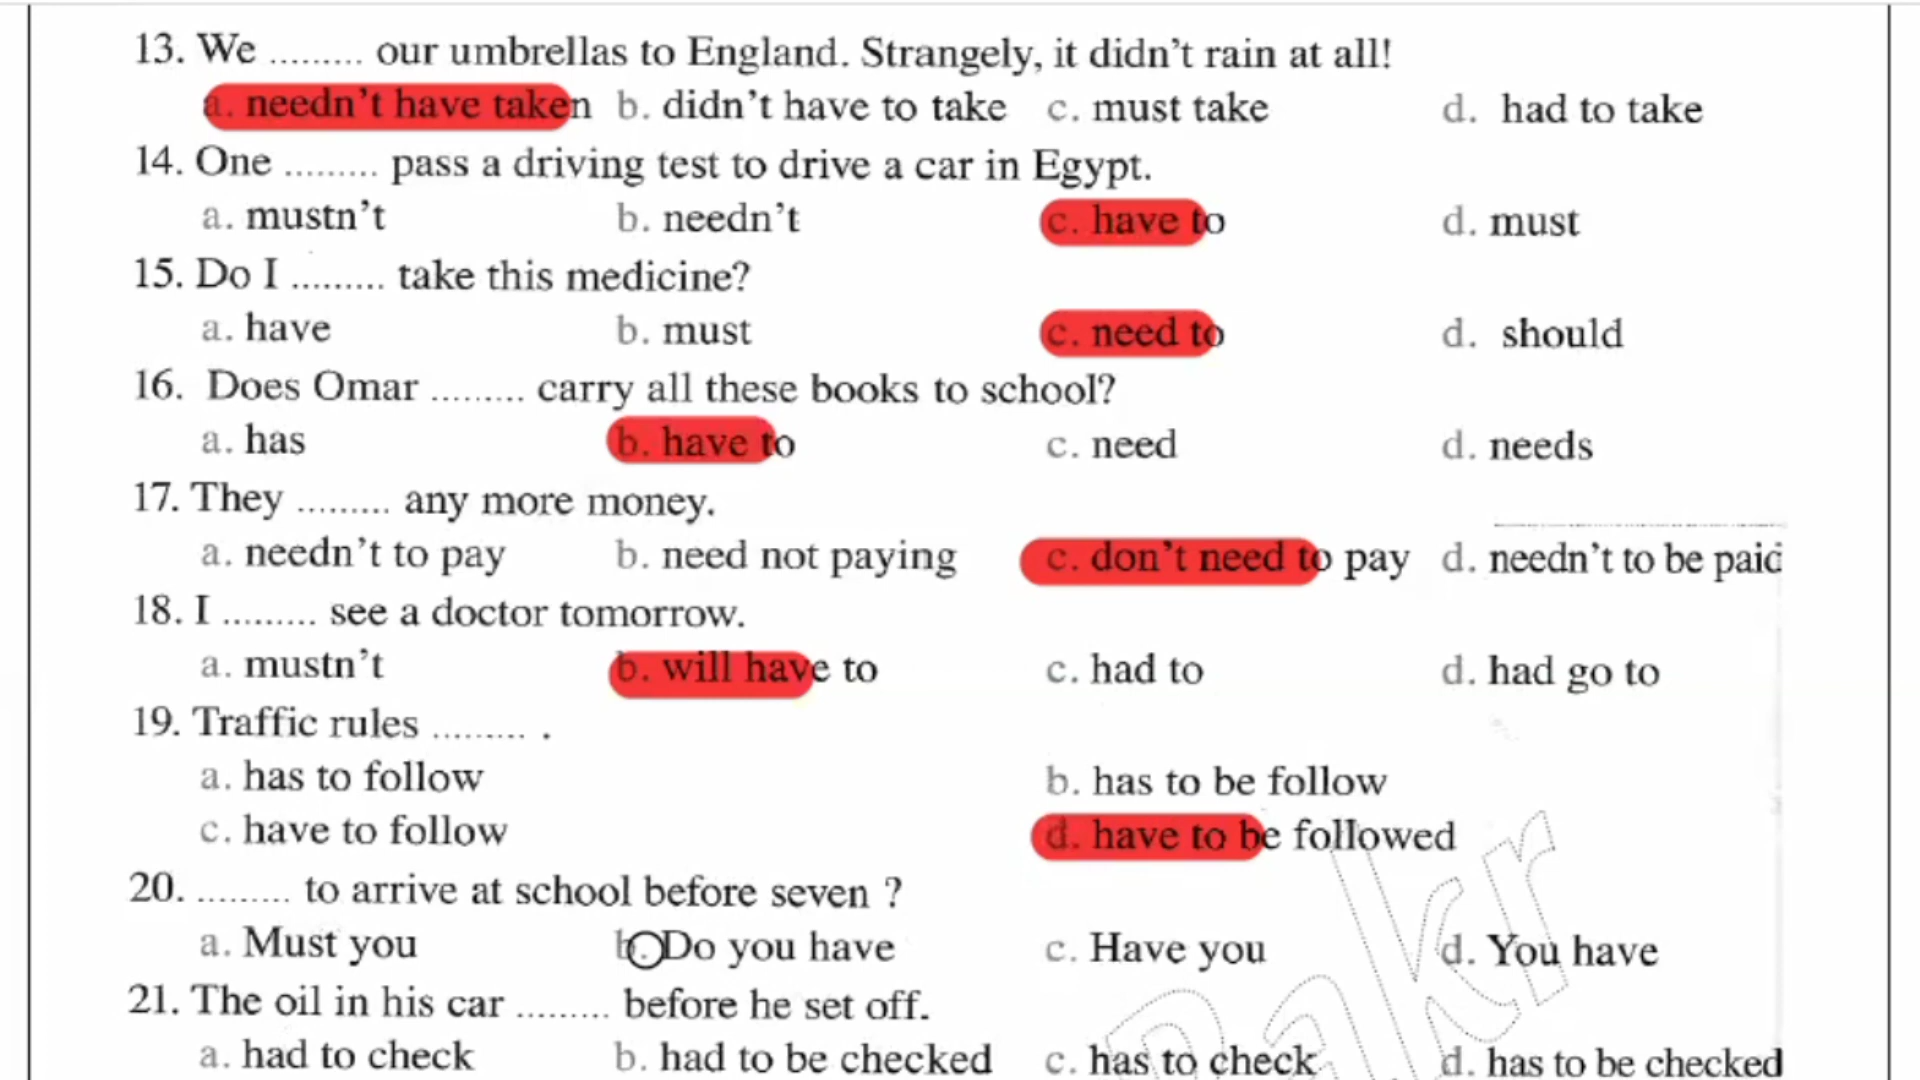 13. We ......... our umbrellas to England. Strangely, it didn't rain at all!
a. needn't have taken b. didn't have to take c. must take d. had to take
14. One ......... pass a driving test to drive a car in Egypt.
a. mustn't b. needn't c. have to d. must
15. Do I ......... take this medicine?
a. have b. must c. need to d. should
16. Does Omar ......... carry all these books to school?
a. has b. have to c. need d. needs
17. They ......... any more money.
a. needn't to pay b. need not paying c. don't need to pay d. needn't to be paid
18. I ......... see a doctor tomorrow.
a. mustn't b. will have to c. had to d. had go to
19. Traffic rules ......... .
a. has to follow b. has to be follow
c. have to follow d. have to be followed
20. ......... to arrive at school before seven ?
a. Must you b. Do you have c. Have you d. You have
21. The oil in his car ......... before he set off.
a. had to check b. had to be checked c. has to check d. has to be checked
Bakr